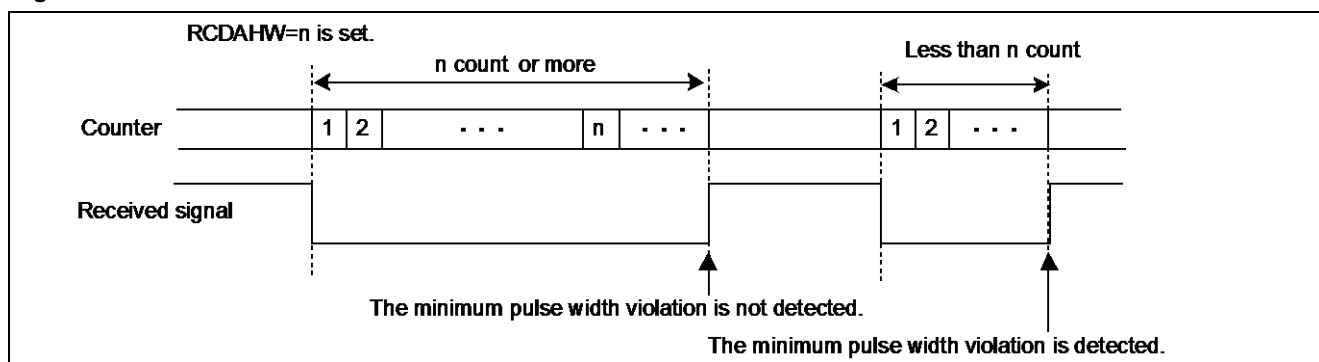 RCDAHW=n is set.
n count or more
Less than n count
Counter
1 2 · · · n · · ·
1 2 · · ·
Received signal
The minimum pulse width violation is not detected.
The minimum pulse width violation is detected.